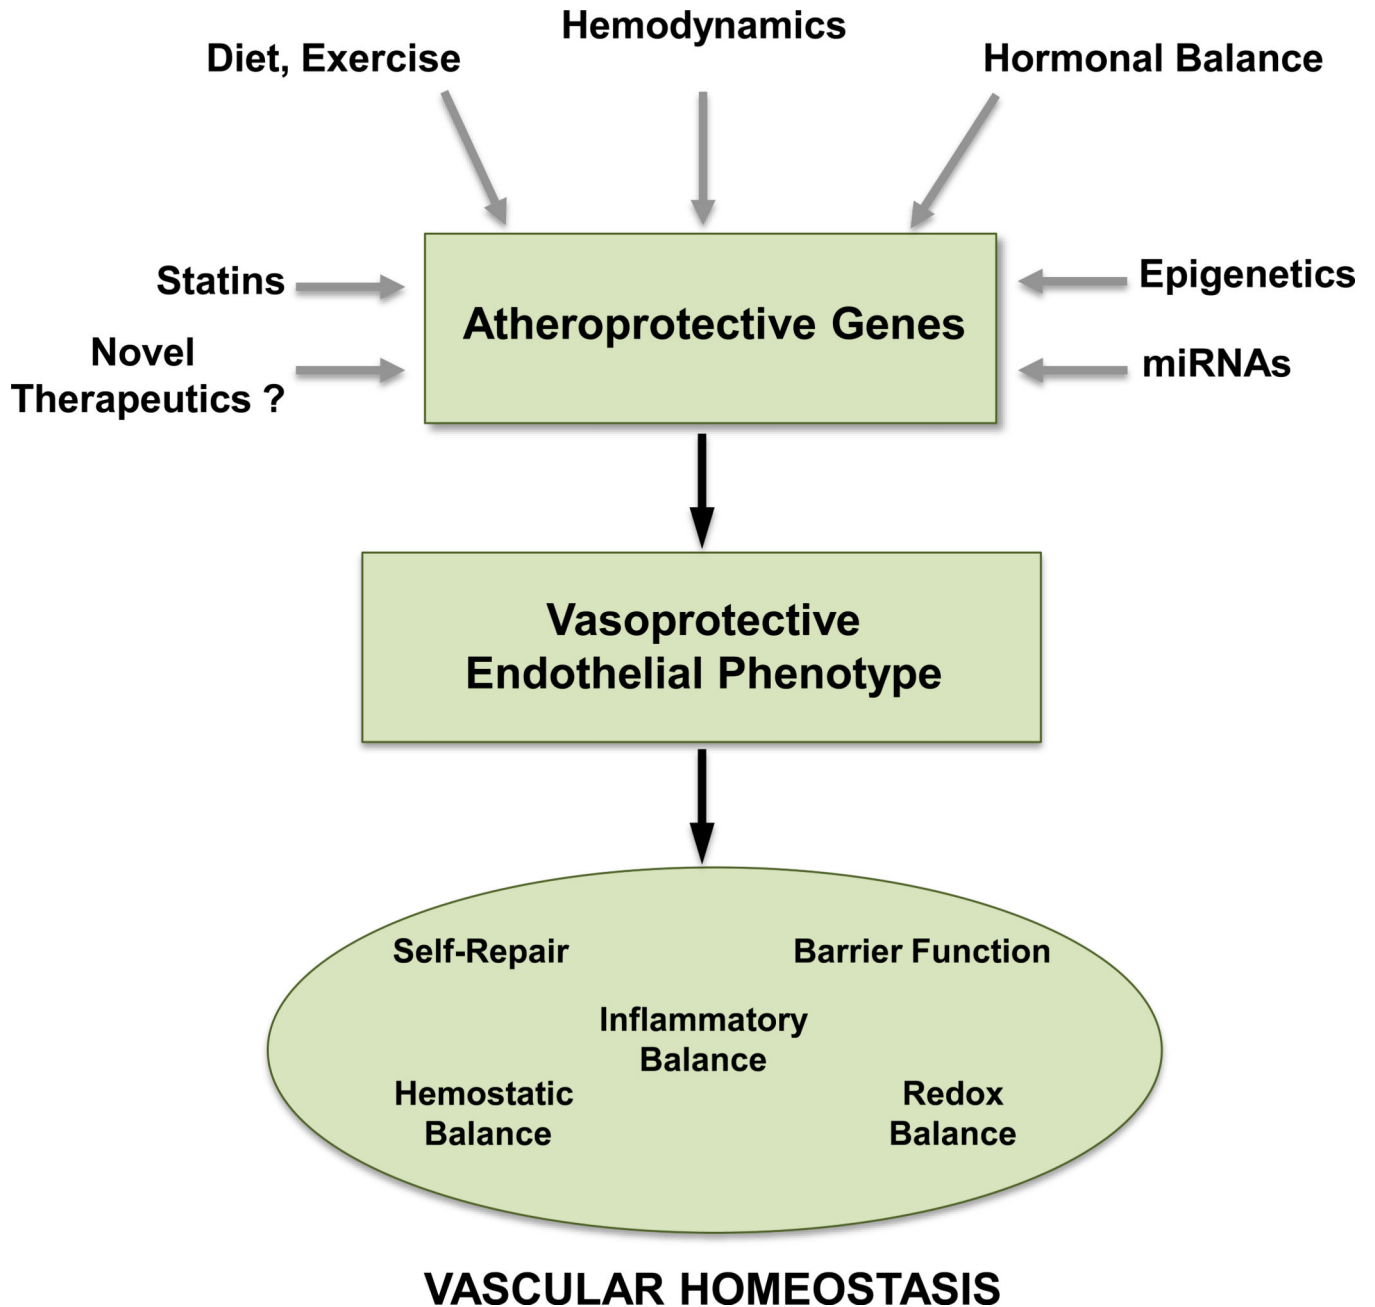 Hemodynamics
Diet, Exercise
Hormonal Balance
Statins
Novel
Therapeutics ?
Atheroprotective Genes
Epigenetics
miRNAs
Vasoprotective
Endothelial Phenotype
Self-Repair
Barrier Function
Inflammatory
Balance
Hemostatic
Balance
Redox
Balance
VASCULAR HOMEOSTASIS